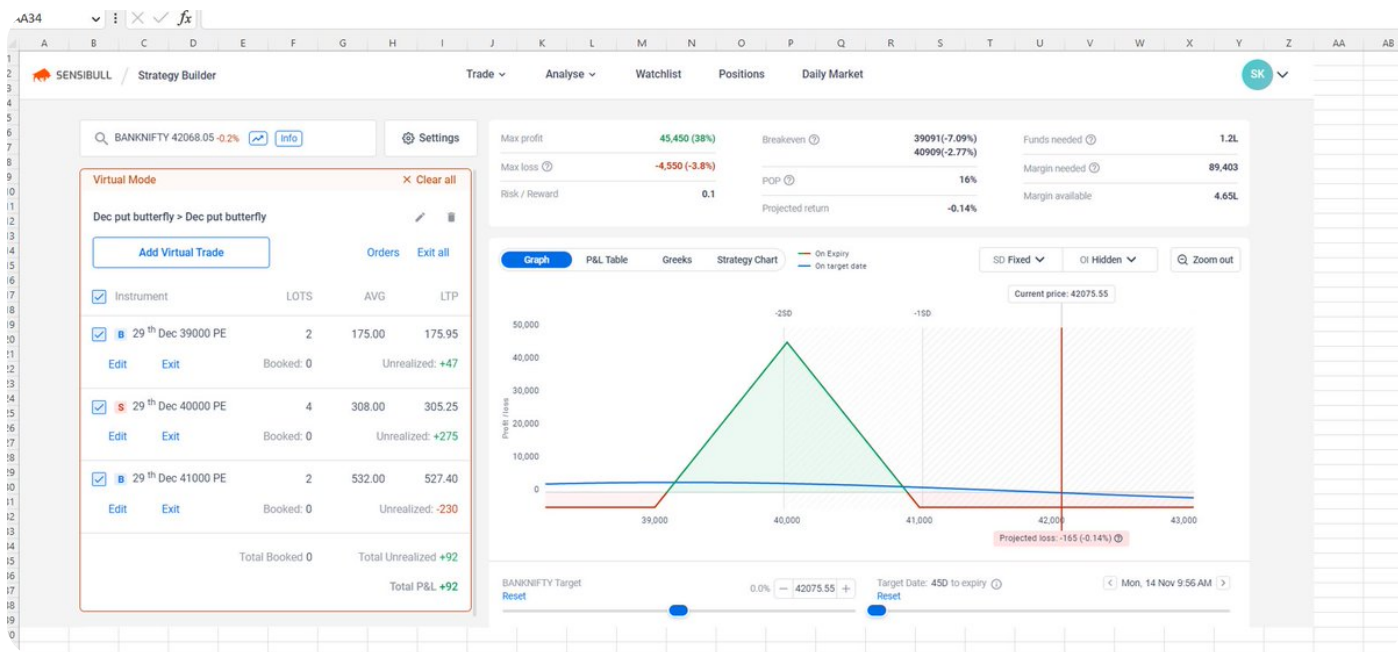 A34 fx
A B C D E F G H I J K L M N O P Q R S T U V W X Y Z AA AB
SENSIBULL / Strategy Builder Trade Analyse Watchlist Positions Daily Market SK
BANKNIFTY 42068.05 -0.2% Info Settings
Virtual Mode × Clear all
Dec put butterfly > Dec put butterfly
Add Virtual Trade Orders Exit all
Instrument LOTS AVG LTP
B 29 th Dec 39000 PE 2 175.00 175.95
Edit Exit Booked: 0 Unrealized: +47
S 29 th Dec 40000 PE 4 308.00 305.25
Edit Exit Booked: 0 Unrealized: +275
B 29 th Dec 41000 PE 2 532.00 527.40
Edit Exit Booked: 0 Unrealized: -230
Total Booked 0 Total Unrealized +92
Total P&L +92
Max profit 45,450 (38%)
Max loss -4,550 (-3.8%)
Risk / Reward 0.1
Breakeven 39091(-7.09%)
40909(-2.77%)
POP 16%
Projected return -0.14%
Funds needed 1.2L
Margin needed 89,403
Margin available 4.65L
Graph P&L Table Greeks Strategy Chart
On Expiry
On target date
SD Fixed OI Hidden Zoom out
Current price: 42075.55
-2SD -1SD
50,000
40,000
30,000
20,000
10,000
0
Profit / loss
39,000 40,000 41,000 42,000 43,000
Projected loss: -165 (-0.14%)
BANKNIFTY Target 0.0% − 42075.55 +
Reset
Target Date: 45D to expiry < Mon, 14 Nov 9:56 AM >
Reset